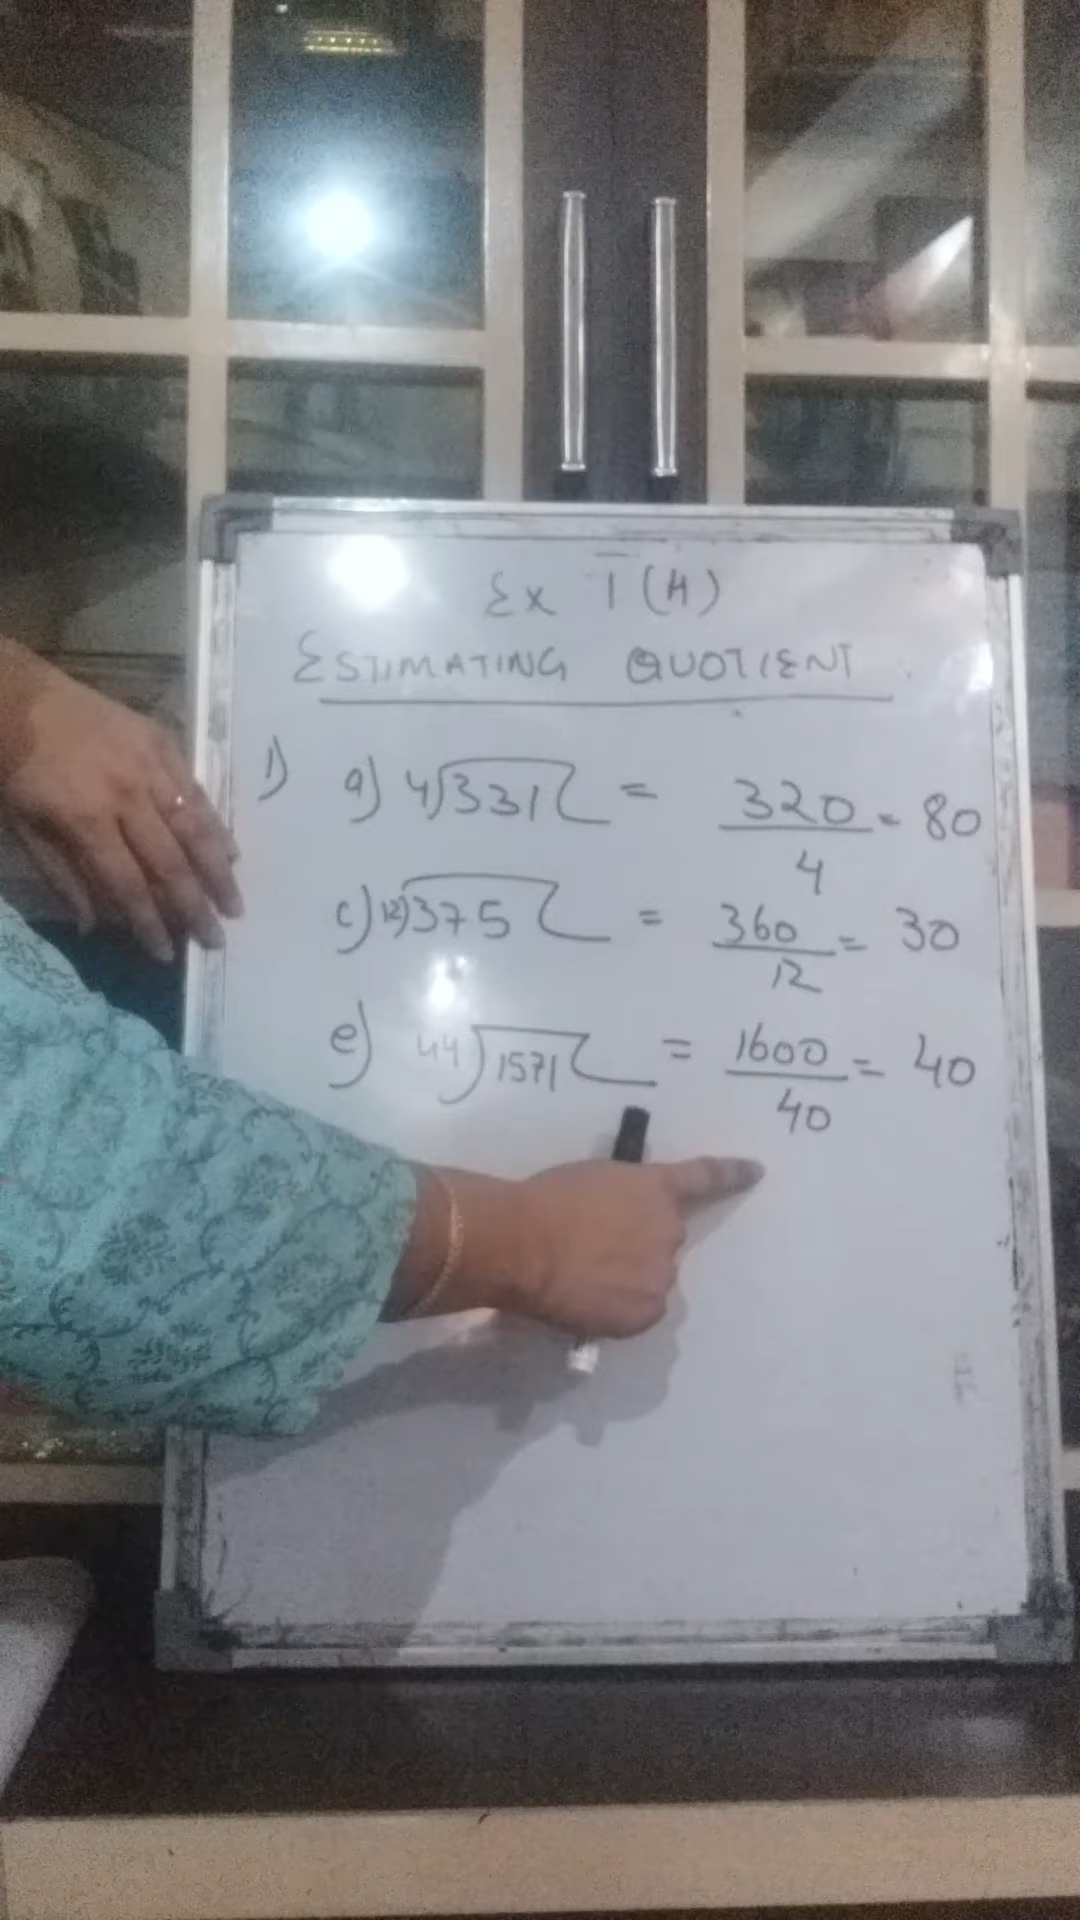 Ex 7(A)
ESTIMATING QUOTIENT
1) a) 4)331( = 320/4 = 80
c) 12)375( = 360/12 = 30
e) 44)1571( = 1600/40 = 40